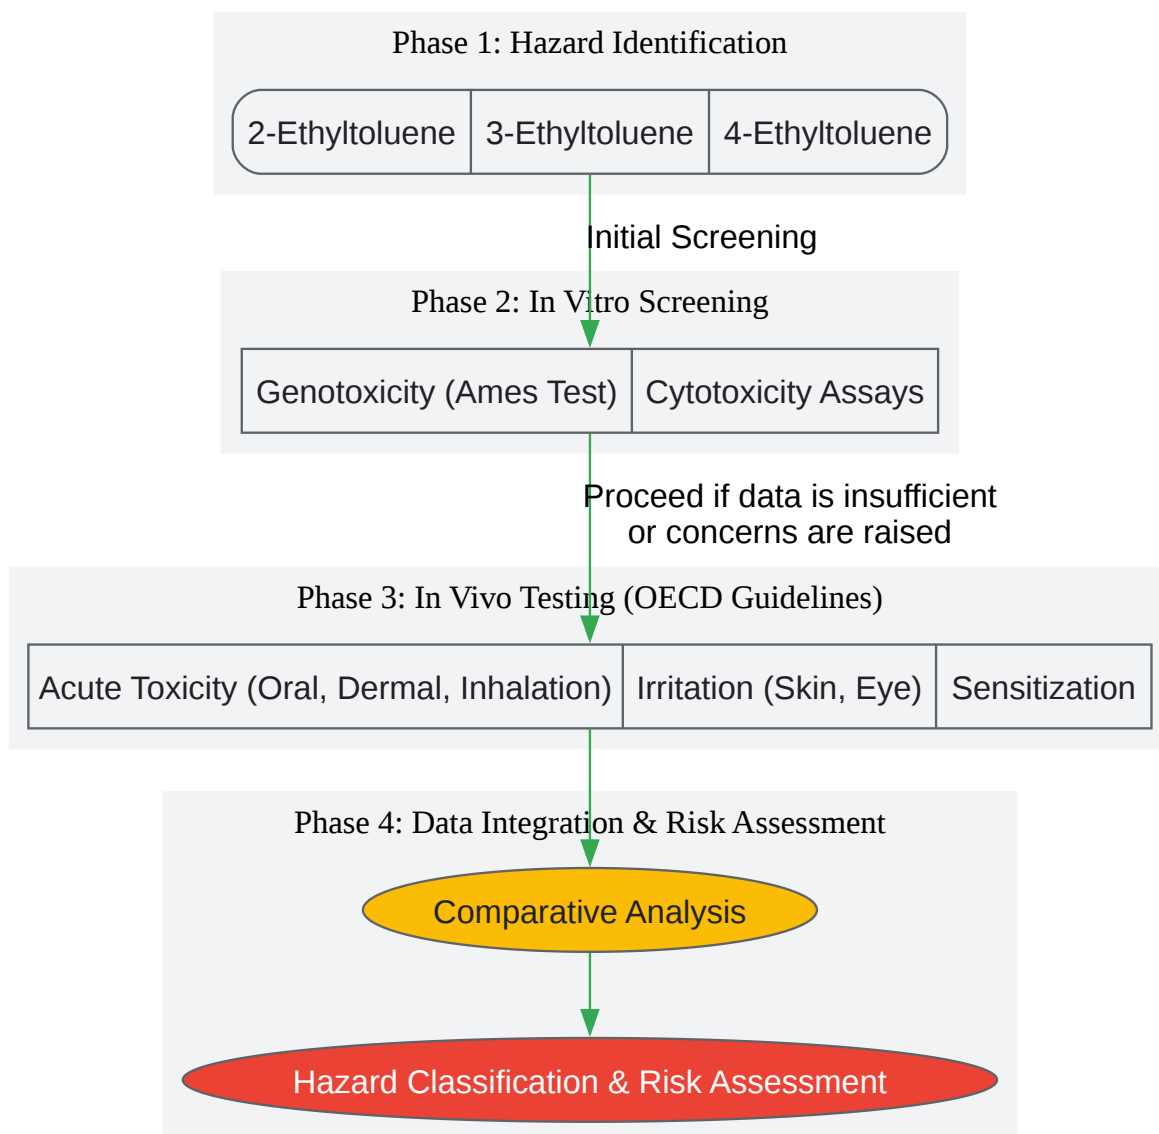 Phase 1: Hazard Identification
2-Ethyltoluene 3-Ethyltoluene 4-Ethyltoluene
Initial Screening
Phase 2: In Vitro Screening
Genotoxicity (Ames Test) Cytotoxicity Assays
Proceed if data is insufficient
or concerns are raised
Phase 3: In Vivo Testing (OECD Guidelines)
Acute Toxicity (Oral, Dermal, Inhalation) Irritation (Skin, Eye) Sensitization
Phase 4: Data Integration & Risk Assessment
Comparative Analysis
Hazard Classification & Risk Assessment